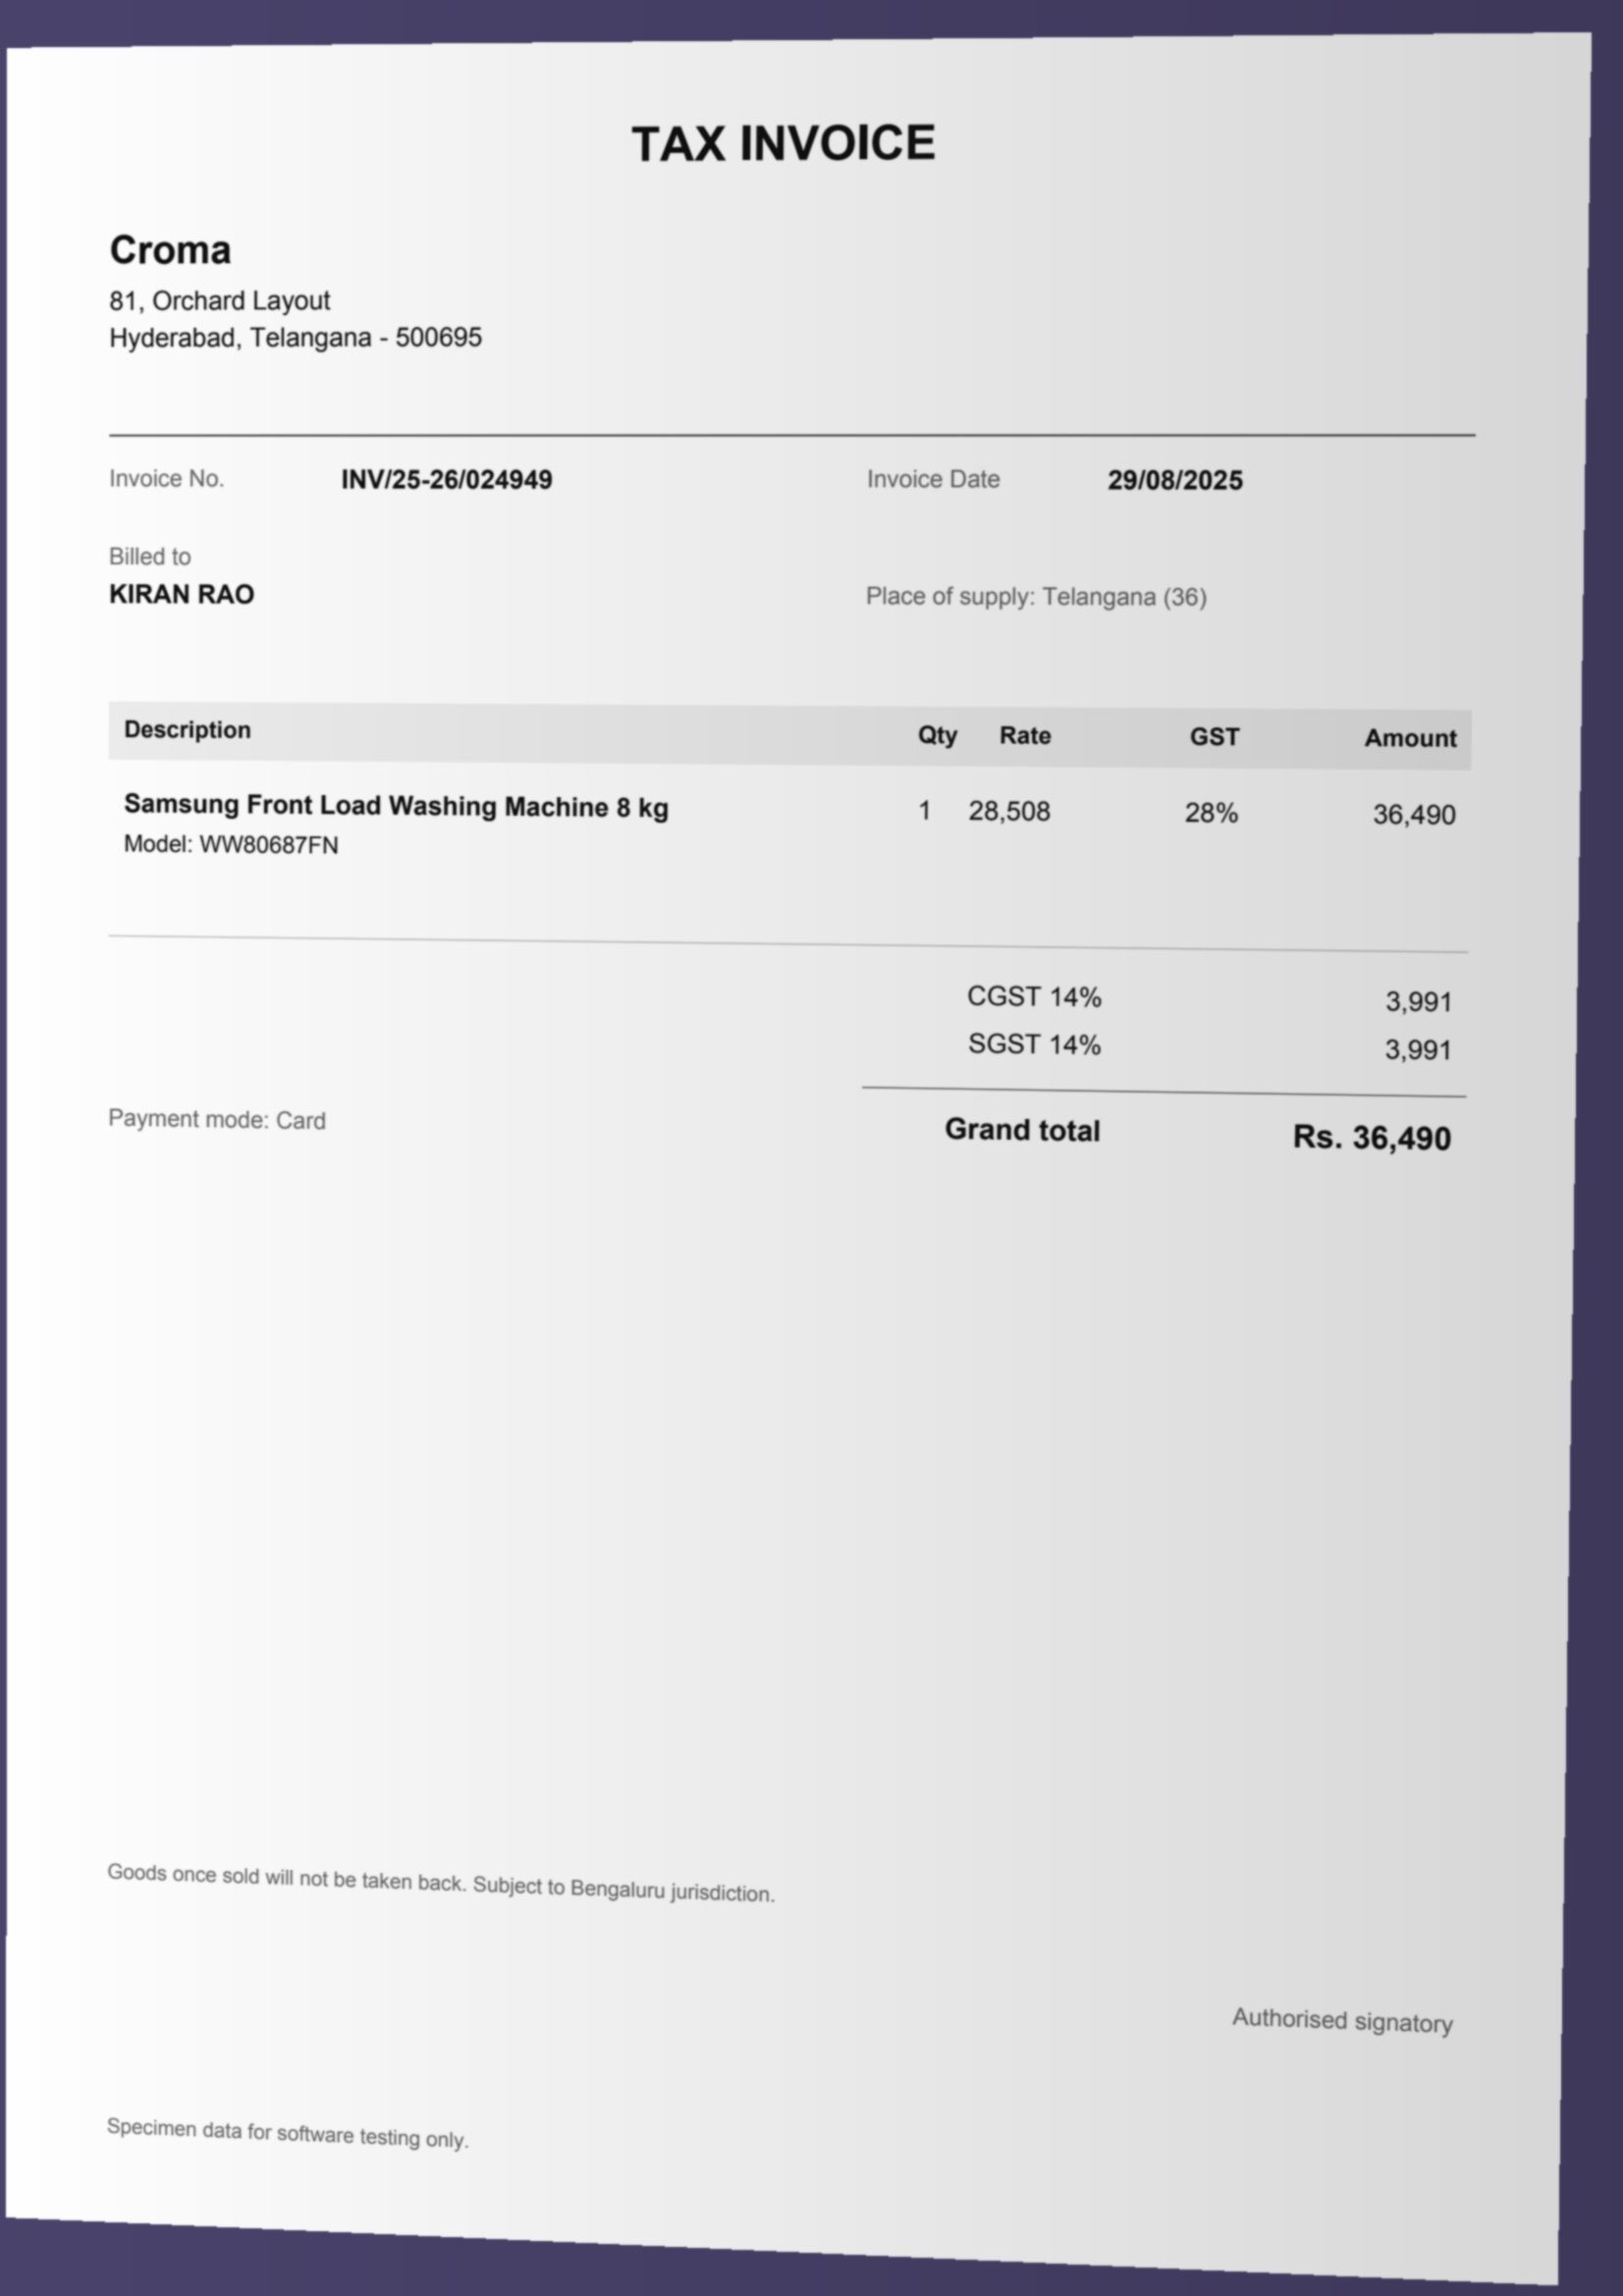 TAX INVOICE
Croma
81, Orchard Layout
Hyderabad, Telangana - 500695
Invoice No. INV/25-26/024949 Invoice Date 29/08/2025
Billed to
KIRAN RAO Place of supply: Telangana (36)
Description Qty Rate GST Amount
Samsung Front Load Washing Machine 8 kg 1 28,508 28% 36,490
Model: WW80687FN
CGST 14% 3,991
SGST 14% 3,991
Payment mode: Card Grand total Rs. 36,490
Goods once sold will not be taken back. Subject to Bengaluru jurisdiction.
Authorised signatory
Specimen data for software testing only.